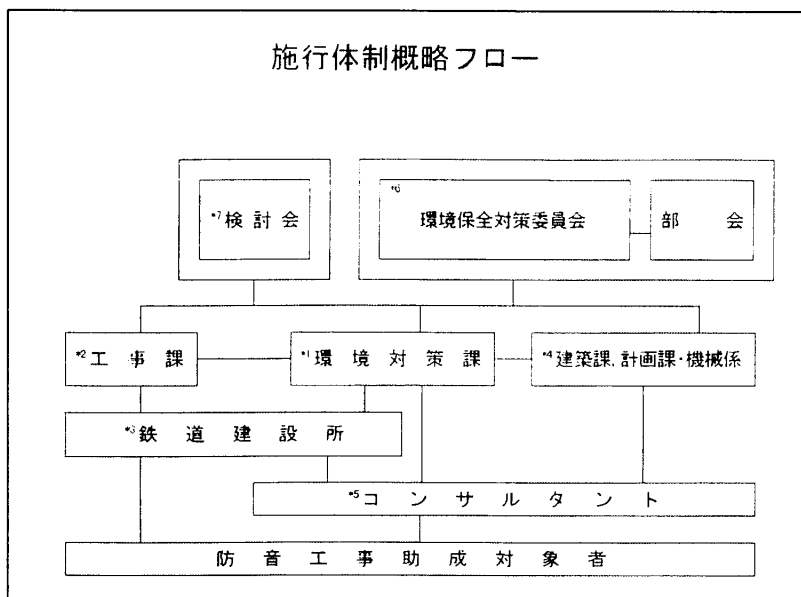 施行体制概略フロー
*7検討会
*6
環境保全対策委員会
部会
*2工事課
*1環境対策課
*4建築課,計画課・機械係
*3鉄道建設所
*5コンサルタント
防音工事助成対象者